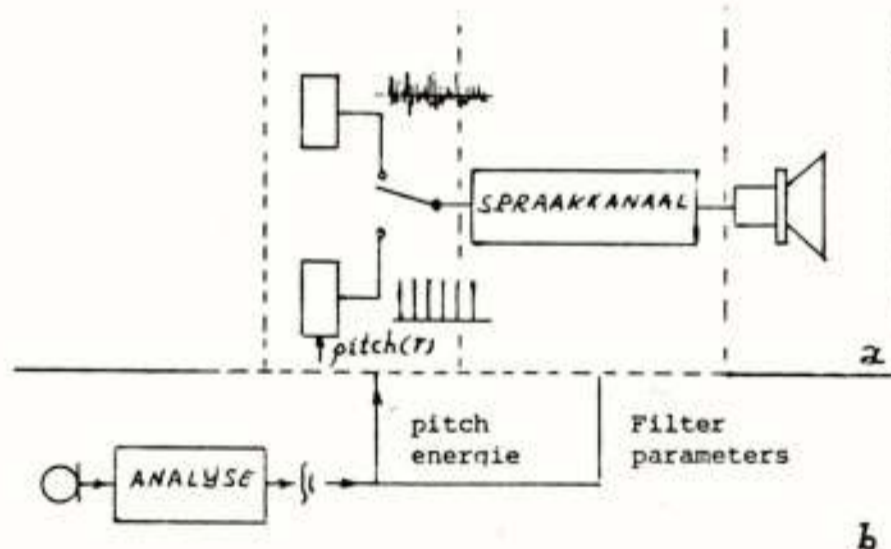 SPRAAKKANAAL
pitch(T)
a
pitch
energie
Filter
parameters
ANALYSE
b